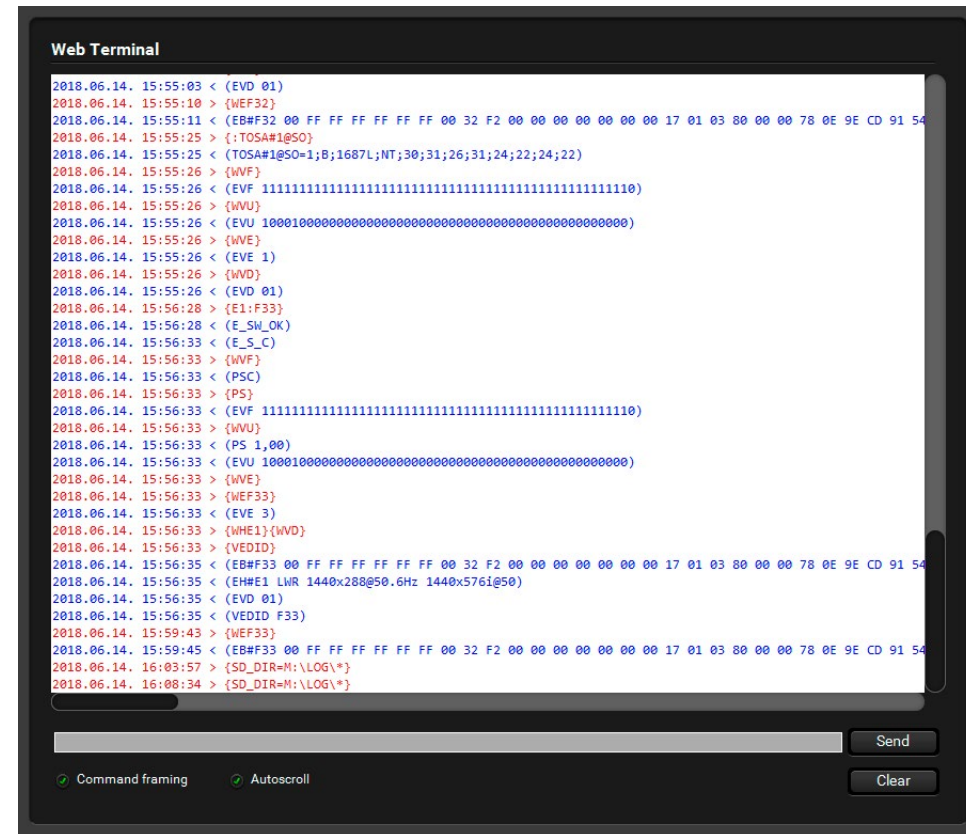 Web Terminal
2018.06.14. 15:55:03 < (EVD 01)
2018.06.14. 15:55:10 > {WEF32}
2018.06.14. 15:55:11 < (EB#F32 00 FF FF FF FF FF FF 00 32 F2 00 00 00 00 00 00 00 17 01 03 80 00 00 78 0E 9E CD 91 54
2018.06.14. 15:55:25 > {:TOSA#1@SO}
2018.06.14. 15:55:25 < (TOSA#1@SO=1;B;1687L;NT;30;31;26;31;24;22;24;22)
2018.06.14. 15:55:26 > {WVF}
2018.06.14. 15:55:26 < (EVF 11111111111111111111111111111111111111111111111110)
2018.06.14. 15:55:26 > {WVU}
2018.06.14. 15:55:26 < (EVU 10001000000000000000000000000000000000000000000000)
2018.06.14. 15:55:26 > {WVE}
2018.06.14. 15:55:26 < (EVE 1)
2018.06.14. 15:55:26 > {WVD}
2018.06.14. 15:55:26 < (EVD 01)
2018.06.14. 15:56:28 > {E1:F33}
2018.06.14. 15:56:28 < (E_SW_OK)
2018.06.14. 15:56:33 < (E_S_C)
2018.06.14. 15:56:33 > {WVF}
2018.06.14. 15:56:33 < (PSC)
2018.06.14. 15:56:33 > {PS}
2018.06.14. 15:56:33 < (EVF 11111111111111111111111111111111111111111111111110)
2018.06.14. 15:56:33 > {WVU}
2018.06.14. 15:56:33 < (PS 1,00)
2018.06.14. 15:56:33 < (EVU 10001000000000000000000000000000000000000000000000)
2018.06.14. 15:56:33 > {WVE}
2018.06.14. 15:56:33 > {WEF33}
2018.06.14. 15:56:33 < (EVE 3)
2018.06.14. 15:56:33 > {WHE1}{WVD}
2018.06.14. 15:56:33 > {VEDID}
2018.06.14. 15:56:35 < (EB#F33 00 FF FF FF FF FF FF 00 32 F2 00 00 00 00 00 00 00 17 01 03 80 00 00 78 0E 9E CD 91 54
2018.06.14. 15:56:35 < (EH#E1 LWR 1440x288@50.6Hz 1440x576i@50)
2018.06.14. 15:56:35 < (EVD 01)
2018.06.14. 15:56:35 < (VEDID F33)
2018.06.14. 15:59:43 > {WEF33}
2018.06.14. 15:59:45 < (EB#F33 00 FF FF FF FF FF FF 00 32 F2 00 00 00 00 00 00 00 17 01 03 80 00 00 78 0E 9E CD 91 54
2018.06.14. 16:03:57 > {SD_DIR=M:\LOG\*}
2018.06.14. 16:08:34 > {SD_DIR=M:\LOG\*}
Send
Command framing
Autoscroll
Clear